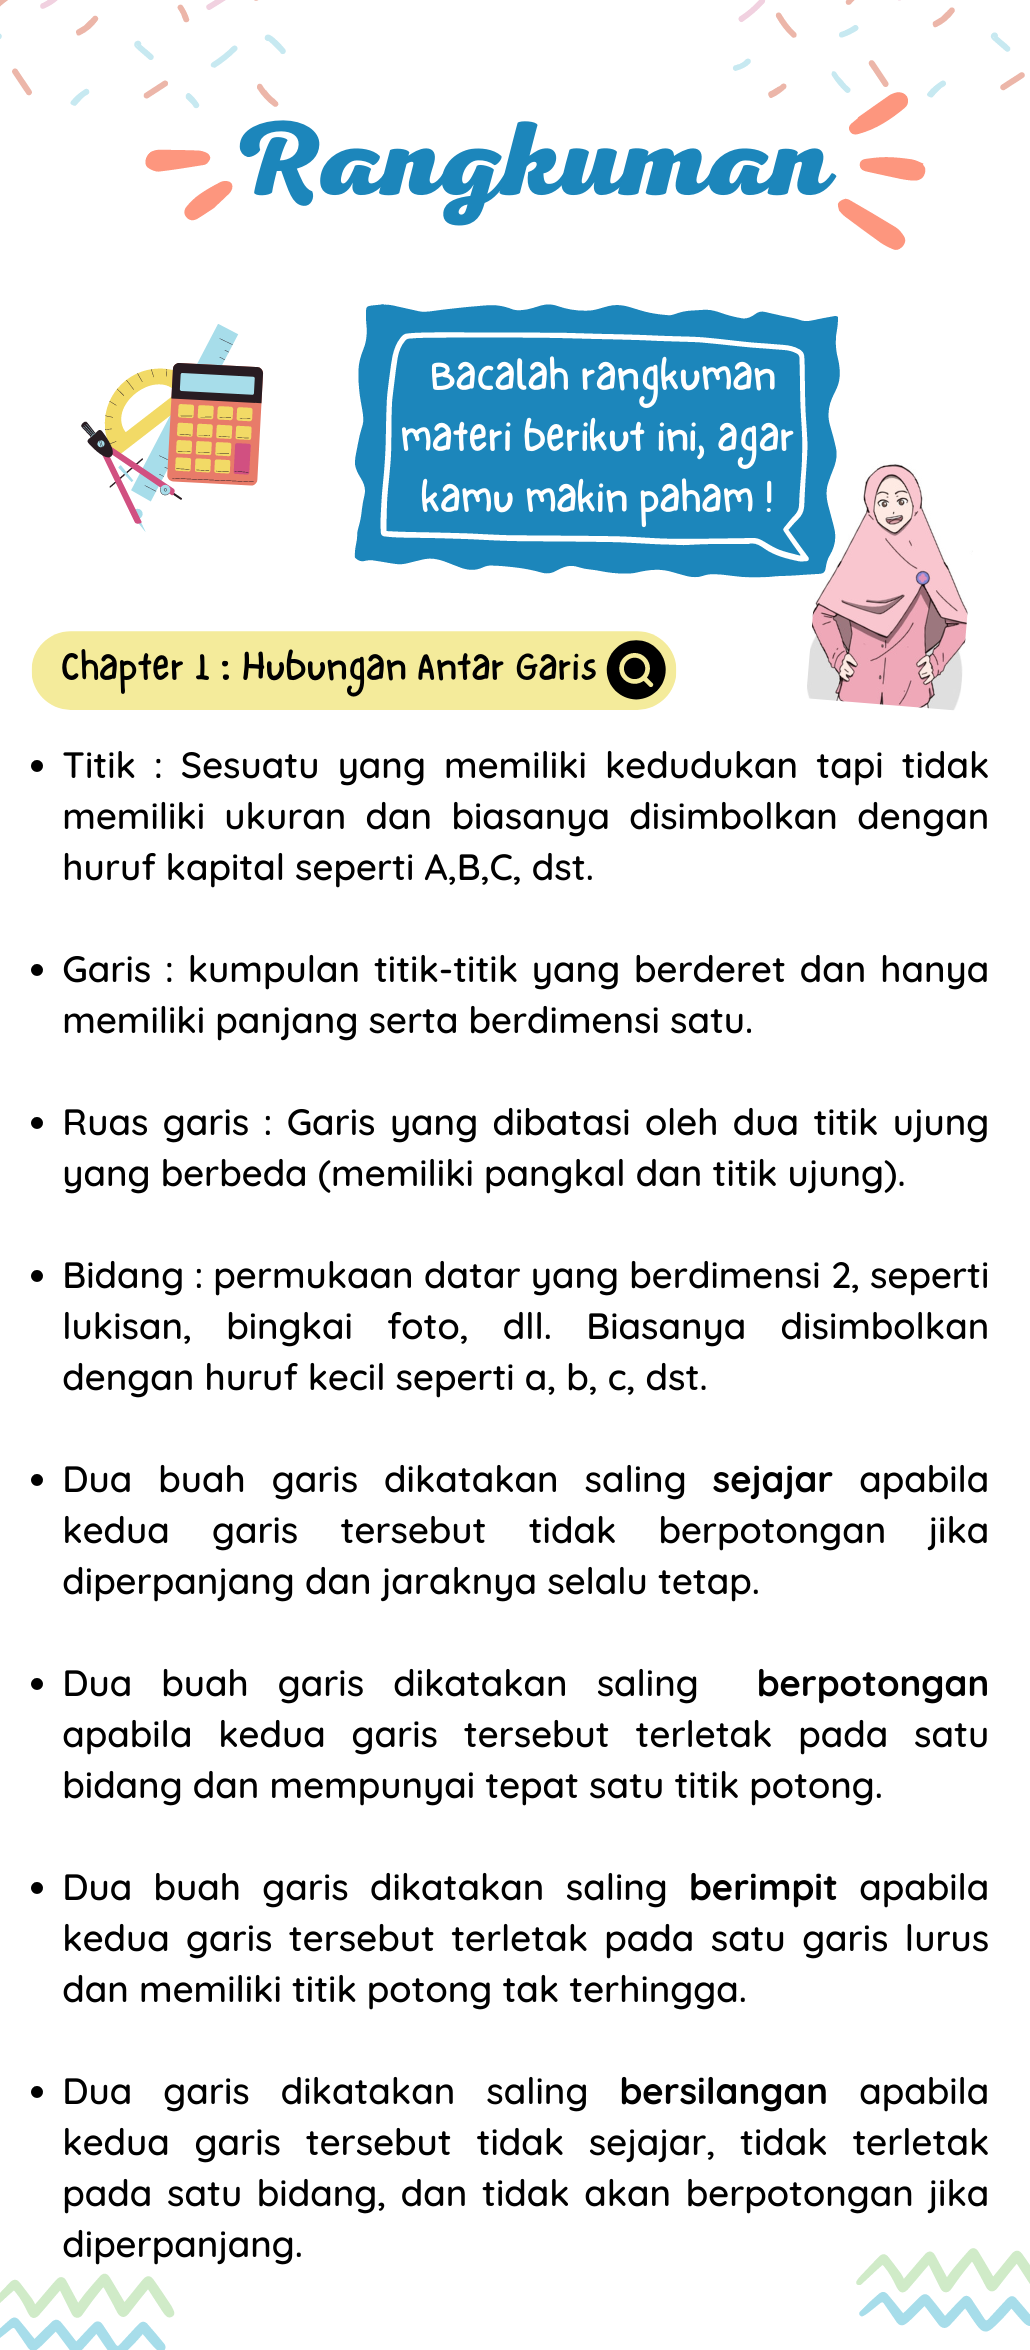 Rangkuman
Bacalah rangkuman
materi berikut ini, agar
kamu makin paham !
Chapter 1 : Hubungan Antar Garis
• Titik : Sesuatu yang memiliki kedudukan tapi tidak
memiliki ukuran dan biasanya disimbolkan dengan
huruf kapital seperti A,B,C, dst.
• Garis : kumpulan titik-titik yang berderet dan hanya
memiliki panjang serta berdimensi satu.
• Ruas garis : Garis yang dibatasi oleh dua titik ujung
yang berbeda (memiliki pangkal dan titik ujung).
• Bidang : permukaan datar yang berdimensi 2, seperti
lukisan, bingkai foto, dll. Biasanya disimbolkan
dengan huruf kecil seperti a, b, c, dst.
• Dua buah garis dikatakan saling sejajar apabila
kedua garis tersebut tidak berpotongan jika
diperpanjang dan jaraknya selalu tetap.
• Dua buah garis dikatakan saling berpotongan
apabila kedua garis tersebut terletak pada satu
bidang dan mempunyai tepat satu titik potong.
• Dua buah garis dikatakan saling berimpit apabila
kedua garis tersebut terletak pada satu garis lurus
dan memiliki titik potong tak terhingga.
• Dua garis dikatakan saling bersilangan apabila
kedua garis tersebut tidak sejajar, tidak terletak
pada satu bidang, dan tidak akan berpotongan jika
diperpanjang.